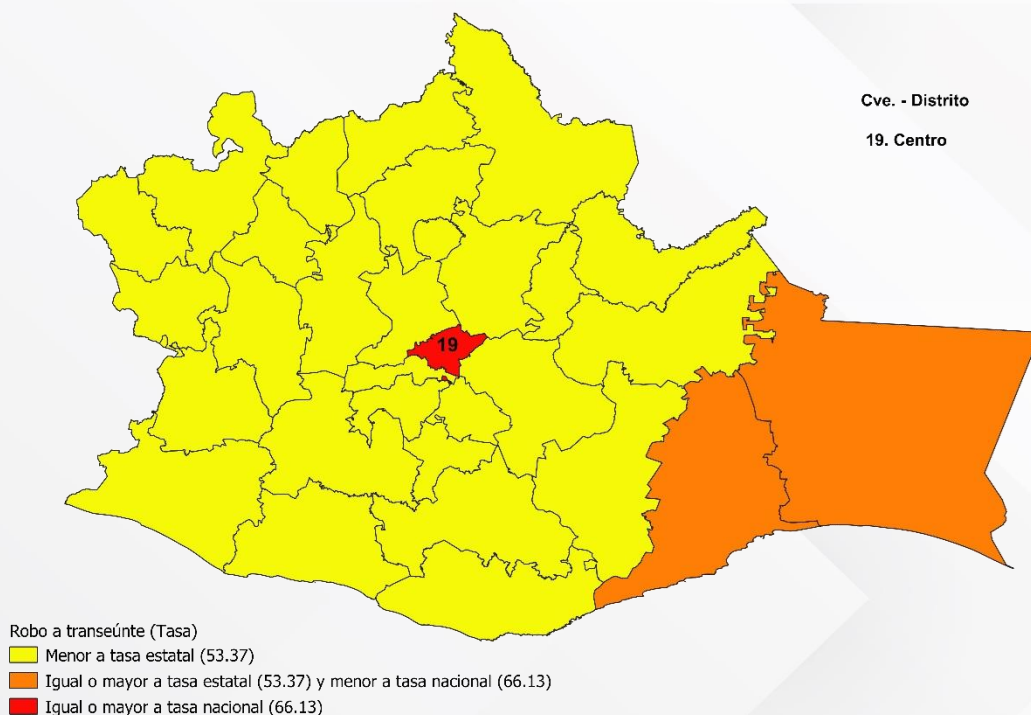 Cve. - Distrito
19. Centro
19
Robo a transeúnte (Tasa)
Menor a tasa estatal (53.37)
Igual o mayor a tasa estatal (53.37) y menor a tasa nacional (66.13)
Igual o mayor a tasa nacional (66.13)